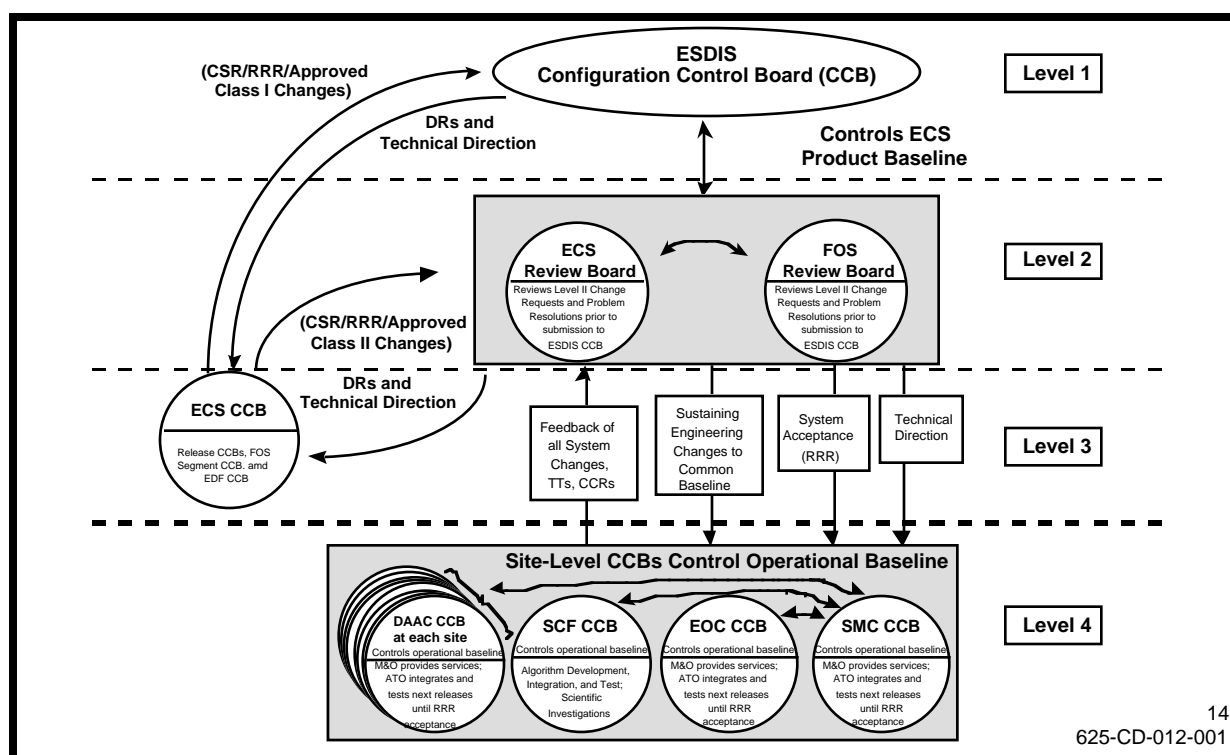 ESDIS
Configuration Control Board (CCB)
Level 1
(CSR/RRR/Approved
Class I Changes)
DRs and
Technical Direction
Controls ECS
Product Baseline
ECS
Review Board
Reviews Level II Change
Requests and Problem
Resolutions prior to
submission to
ESDIS CCB
FOS
Review Board
Reviews Level II Change
Requests and Problem
Resolutions prior to
submission to
ESDIS CCB
Level 2
(CSR/RRR/Approved
Class II Changes)
DRs and
Technical Direction
ECS CCB
Release CCBs, FOS
Segment CCB. amd
EDF CCB
Feedback of
all System
Changes,
TTs, CCRs
Sustaining
Engineering
Changes to
Common
Baseline
System
Acceptance
(RRR)
Technical
Direction
Level 3
Site-Level CCBs Control Operational Baseline
DAAC CCB
at each site
Controls operational baseline
M&O provides services;
ATO integrates and
tests next releases
until RRR
acceptance
SCF CCB
Controls operational baseline
Algorithm Development,
Integration, and Test;
Scientific
Investigations
EOC CCB
Controls operational baseline
M&O provides services;
ATO integrates and
tests next releases
until RRR
acceptance
SMC CCB
Controls operational baseline
M&O provides services;
ATO integrates and
tests next releases
until RRR
acceptance
Level 4
14
625-CD-012-001